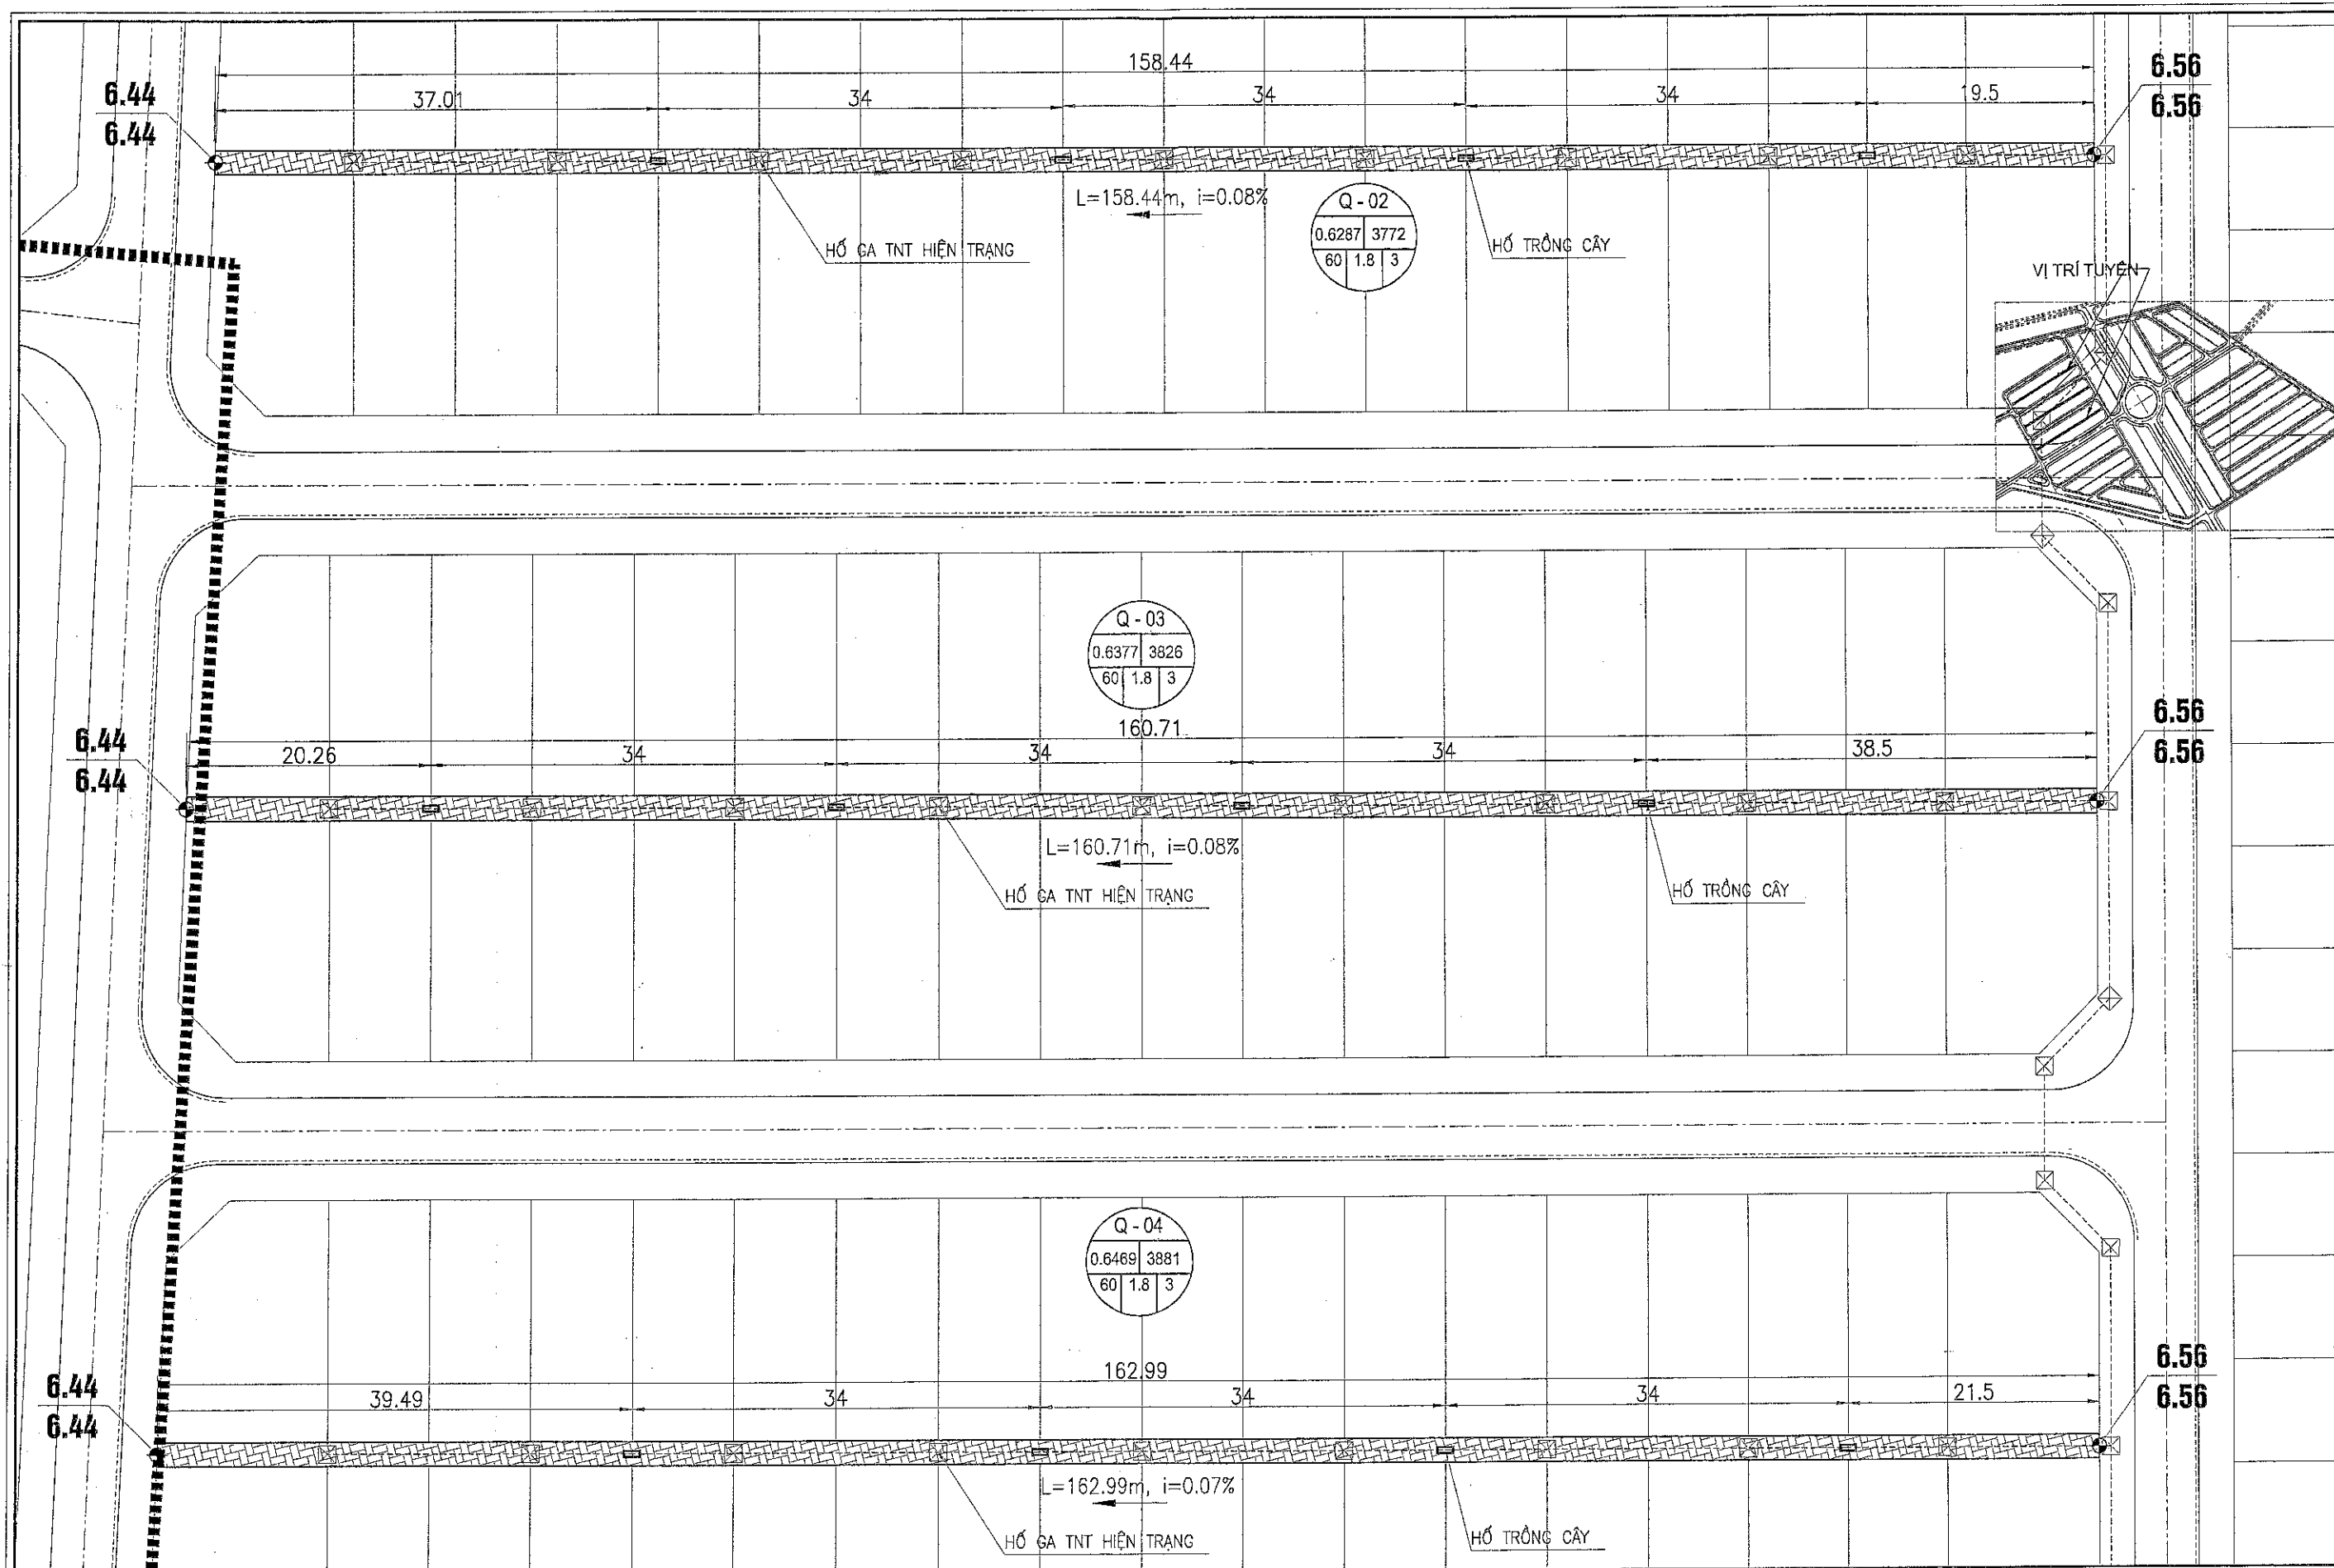 158.44
6.44
6.44
37.01
34
34
34
19.5
6.56
6.56
L=158.44m, i=0.08%
HỐ GA TNT HIỆN TRẠNG
Q - 02
0.6287 3772
60 1.8 3
HỐ TRỒNG CÂY
VỊ TRÍ TUYẾN
Q - 03
0.6377 3826
60 1.8 3
160.71
6.44
6.44
20.26
34
34
34
38.5
6.56
6.56
L=160.71m, i=0.08%
HỐ GA TNT HIỆN TRẠNG
HỐ TRỒNG CÂY
Q - 04
0.6469 3881
60 1.8 3
162.99
6.44
6.44
39.49
34
34
34
21.5
6.56
6.56
L=162.99m, i=0.07%
HỐ GA TNT HIỆN TRẠNG
HỐ TRỒNG CÂY